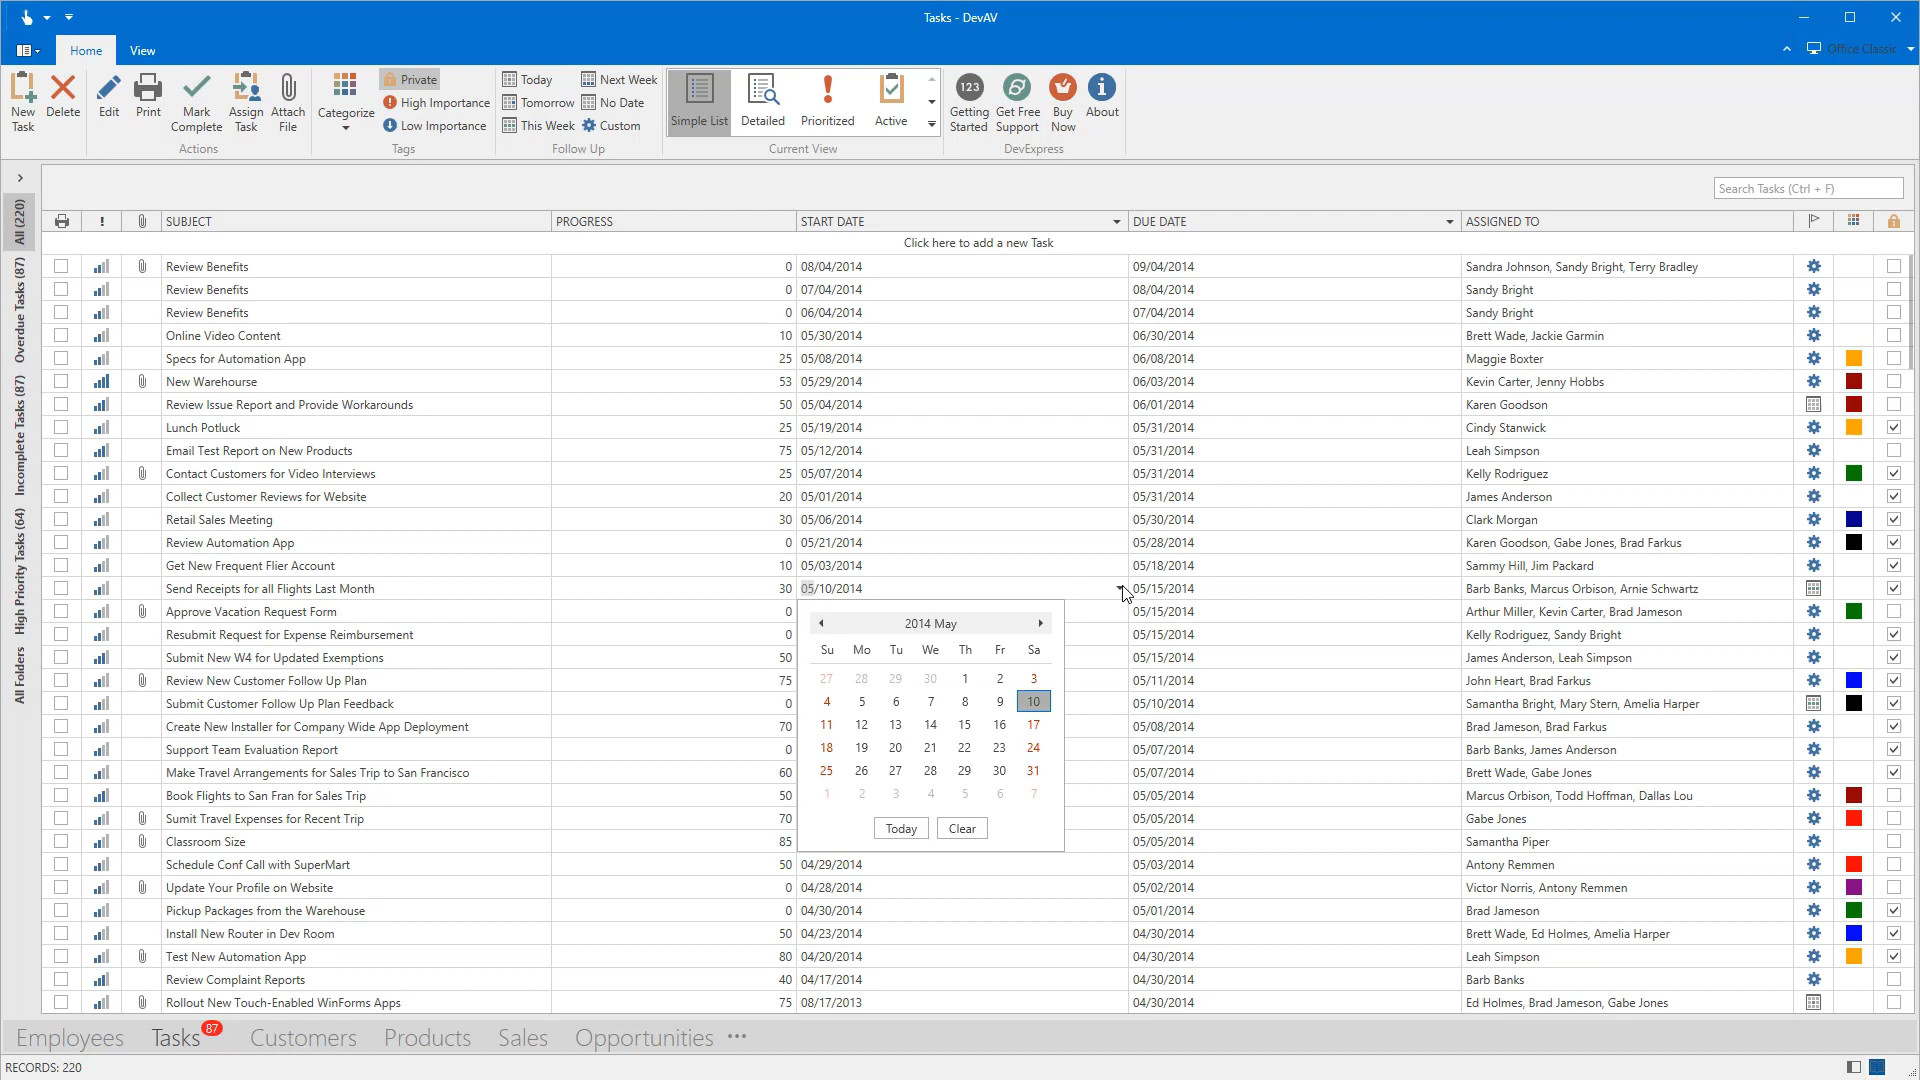 Tasks - DevAV
Home View Office Classic
New Task Delete Edit Print Mark Complete Assign Task Attach File Categorize Private High Importance Low Importance Today Tomorrow This Week Next Week No Date Custom Simple List Detailed Prioritized Active 123 Getting Started Get Free Support Buy Now About
Actions Tags Follow Up Current View DevExpress
Search Tasks (Ctrl + F)
All (220)
Overdue Tasks (87)
Incomplete Tasks (87)
High Priority Tasks (64)
All Folders
! SUBJECT PROGRESS START DATE DUE DATE ASSIGNED TO
Click here to add a new Task
Review Benefits 0 08/04/2014 09/04/2014 Sandra Johnson, Sandy Bright, Terry Bradley
Review Benefits 0 07/04/2014 08/04/2014 Sandy Bright
Review Benefits 0 06/04/2014 07/04/2014 Sandy Bright
Online Video Content 10 05/30/2014 06/30/2014 Brett Wade, Jackie Garmin
Specs for Automation App 25 05/08/2014 06/08/2014 Maggie Boxter
New Warehourse 53 05/29/2014 06/03/2014 Kevin Carter, Jenny Hobbs
Review Issue Report and Provide Workarounds 50 05/04/2014 06/01/2014 Karen Goodson
Lunch Potluck 25 05/19/2014 05/31/2014 Cindy Stanwick
Email Test Report on New Products 75 05/12/2014 05/31/2014 Leah Simpson
Contact Customers for Video Interviews 25 05/07/2014 05/31/2014 Kelly Rodriguez
Collect Customer Reviews for Website 20 05/01/2014 05/31/2014 James Anderson
Retail Sales Meeting 30 05/06/2014 05/30/2014 Clark Morgan
Review Automation App 0 05/21/2014 05/28/2014 Karen Goodson, Gabe Jones, Brad Farkus
Get New Frequent Flier Account 10 05/03/2014 05/18/2014 Sammy Hill, Jim Packard
Send Receipts for all Flights Last Month 30 05/10/2014 05/15/2014 Barb Banks, Marcus Orbison, Arnie Schwartz
Approve Vacation Request Form 0 05/15/2014 Arthur Miller, Kevin Carter, Brad Jameson
Resubmit Request for Expense Reimbursement 0 05/15/2014 Kelly Rodriguez, Sandy Bright
Submit New W4 for Updated Exemptions 50 05/15/2014 James Anderson, Leah Simpson
Review New Customer Follow Up Plan 75 05/11/2014 John Heart, Brad Farkus
Submit Customer Follow Up Plan Feedback 0 05/10/2014 Samantha Bright, Mary Stern, Amelia Harper
Create New Installer for Company Wide App Deployment 70 05/08/2014 Brad Jameson, Brad Farkus
Support Team Evaluation Report 0 05/07/2014 Barb Banks, James Anderson
Make Travel Arrangements for Sales Trip to San Francisco 60 05/07/2014 Brett Wade, Gabe Jones
Book Flights to San Fran for Sales Trip 50 05/05/2014 Marcus Orbison, Todd Hoffman, Dallas Lou
Sumit Travel Expenses for Recent Trip 70 05/05/2014 Gabe Jones
Classroom Size 85 05/05/2014 Samantha Piper
Schedule Conf Call with SuperMart 50 04/29/2014 05/03/2014 Antony Remmen
Update Your Profile on Website 0 04/28/2014 05/02/2014 Victor Norris, Antony Remmen
Pickup Packages from the Warehouse 0 04/30/2014 05/01/2014 Brad Jameson
Install New Router in Dev Room 50 04/23/2014 04/30/2014 Brett Wade, Ed Holmes, Amelia Harper
Test New Automation App 80 04/20/2014 04/30/2014 Leah Simpson
Review Complaint Reports 40 04/17/2014 04/30/2014 Barb Banks
Rollout New Touch-Enabled WinForms Apps 75 08/17/2013 04/30/2014 Ed Holmes, Brad Jameson, Gabe Jones
2014 May
Su Mo Tu We Th Fr Sa
27 28 29 30 1 2 3
4 5 6 7 8 9 10
11 12 13 14 15 16 17
18 19 20 21 22 23 24
25 26 27 28 29 30 31
1 2 3 4 5 6 7
Today Clear
Employees Tasks 87 Customers Products Sales Opportunities •••
RECORDS: 220